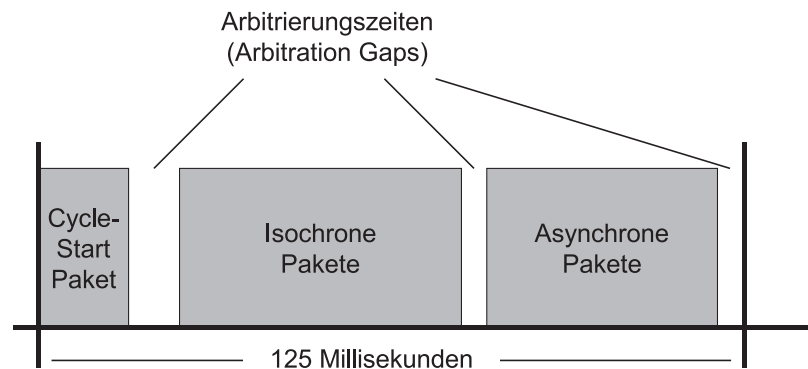 Arbitrierungszeiten
(Arbitration Gaps)
Cycle-
Start
Paket
Isochrone
Pakete
Asynchrone
Pakete
125 Millisekunden